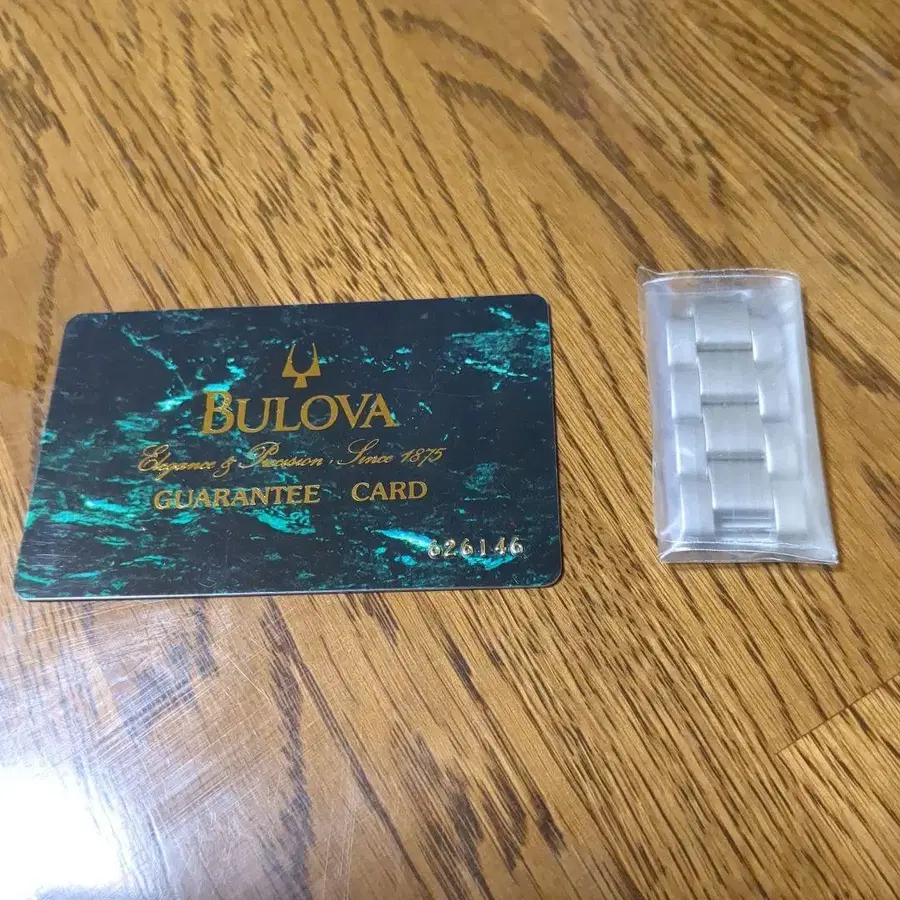 BULOVA
Elegance & Precision, Since 1875
GUARANTEE CARD
626146